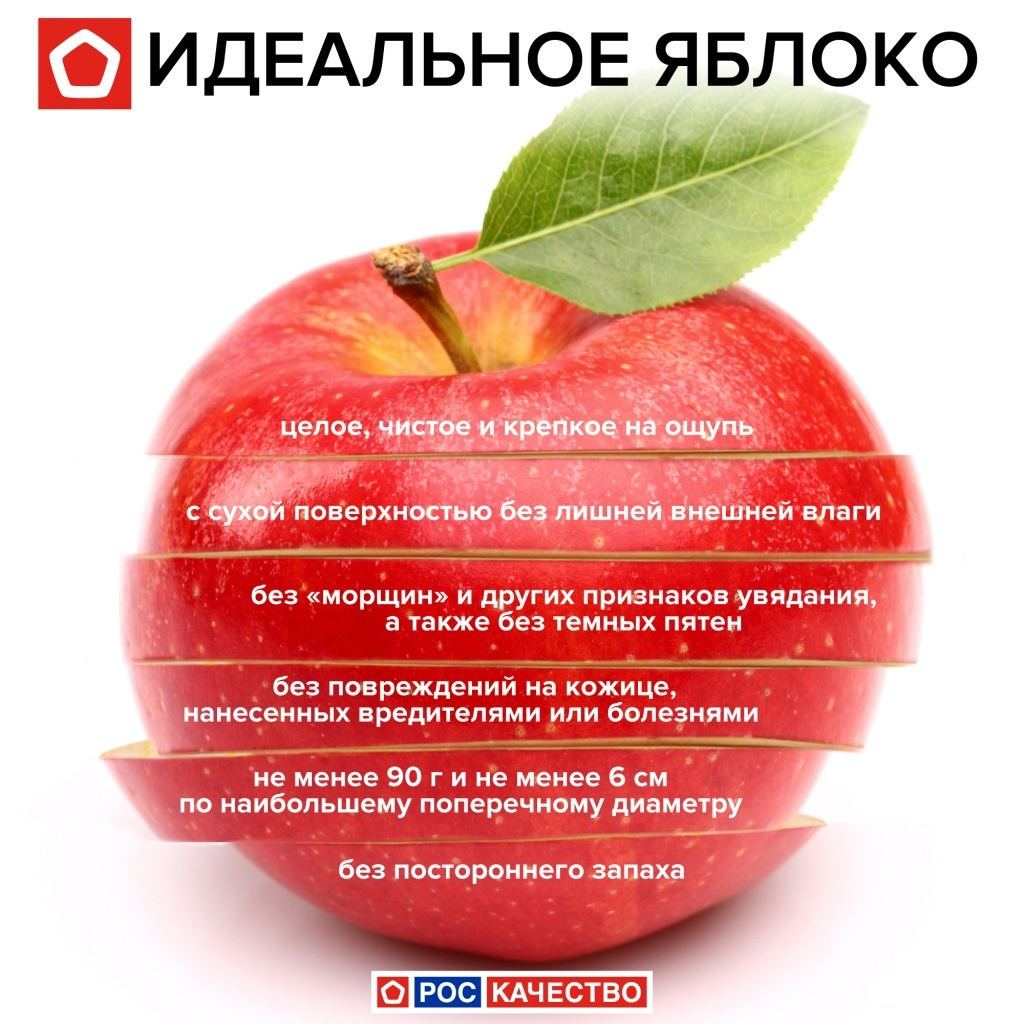 ИДЕАЛЬНОЕ ЯБЛОКО
целое, чистое и крепкое на ощупь
с сухой поверхностью без лишней внешней влаги
без «морщин» и других признаков увядания,
а также без темных пятен
без повреждений на кожице,
нанесенных вредителями или болезнями
не менее 90 г и не менее 6 см
по наибольшему поперечному диаметру
без постороннего запаха
РОС КАЧЕСТВО